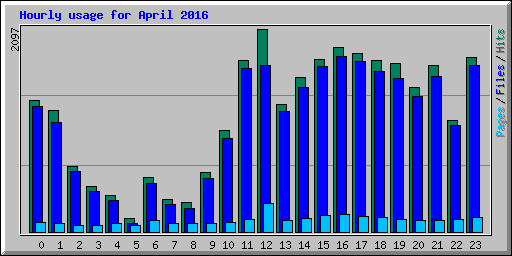 Hourly usage for April 2016
2097
Pages / Files / Hits
0 1 2 3 4 5 6 7 8 9 10 11 12 13 14 15 16 17 18 19 20 21 22 23